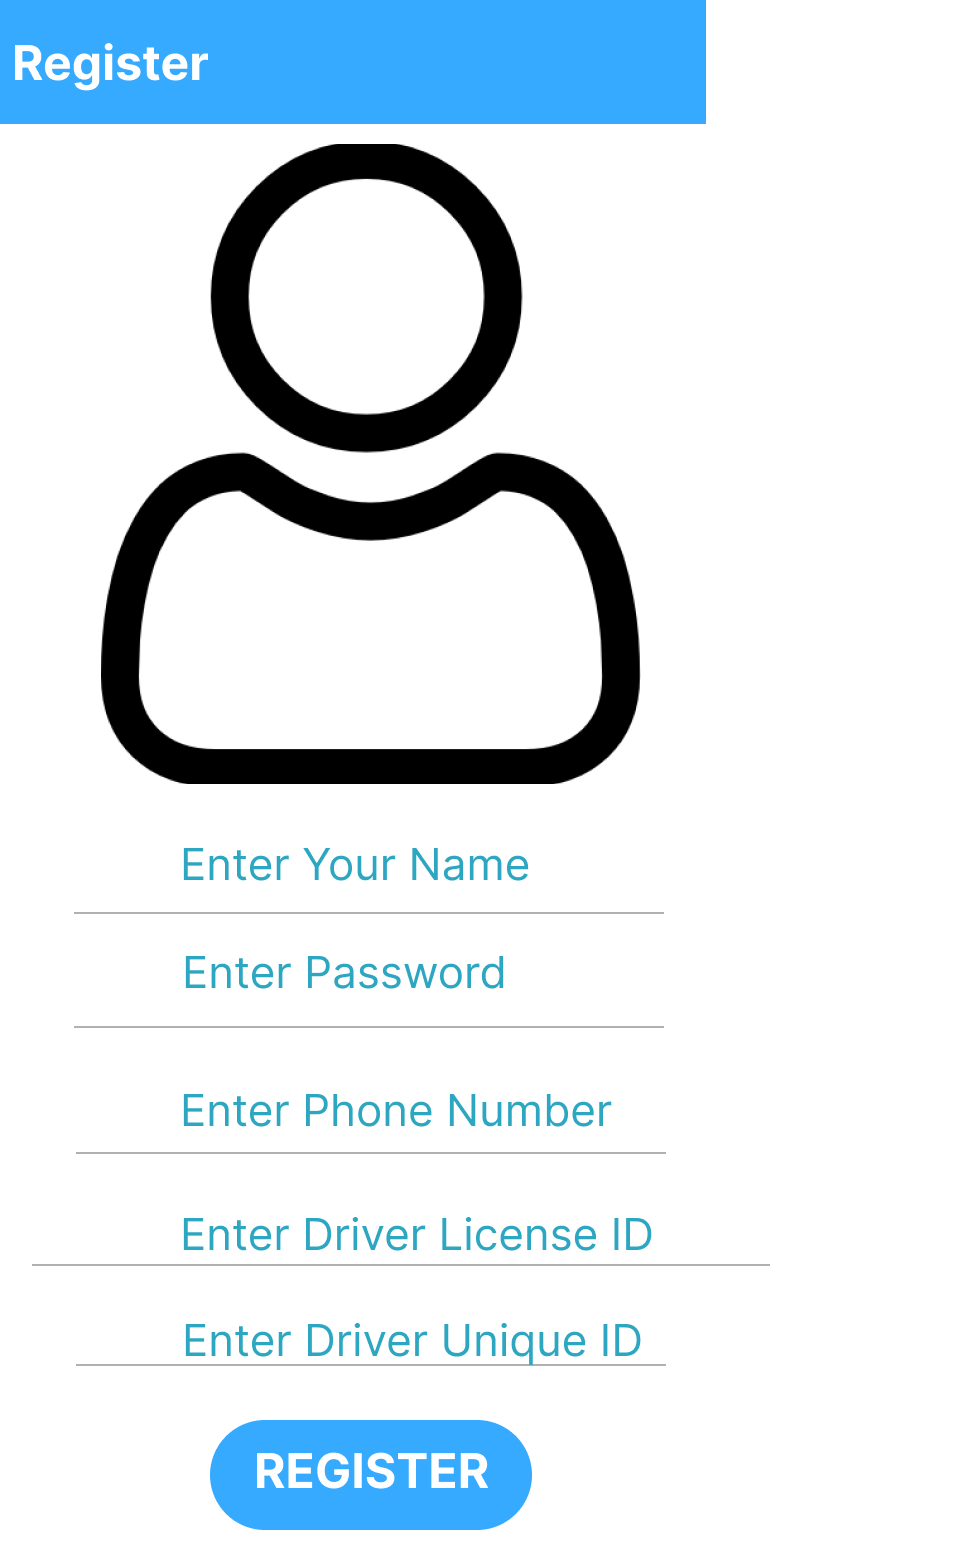 Register
Enter Your Name
Enter Password
Enter Phone Number
Enter Driver License ID
Enter Driver Unique ID
REGISTER